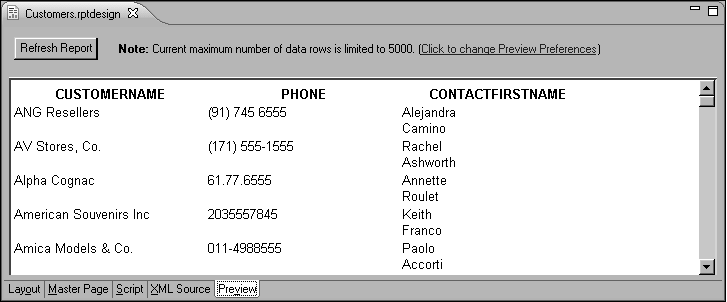 Customers.rptdesign
Refresh Report Note: Current maximum number of data rows is limited to 5000. (Click to change Preview Preferences)
CUSTOMERNAME PHONE CONTACTFIRSTNAME
ANG Resellers (91) 745 6555 Alejandra
Camino
AV Stores, Co. (171) 555-1555 Rachel
Ashworth
Alpha Cognac 61.77.6555 Annette
Roulet
American Souvenirs Inc 2035557845 Keith
Franco
Amica Models & Co. 011-4988555 Paolo
Accorti
Layout Master Page Script XML Source Preview